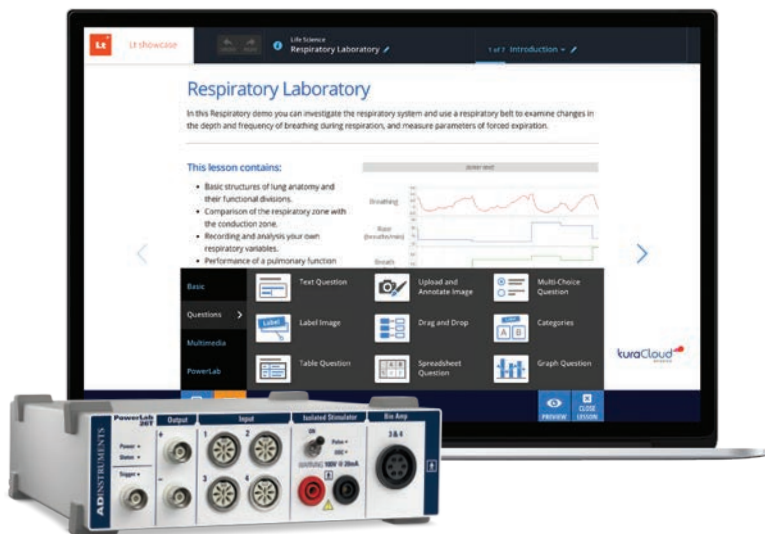 Lt
Lt showcase
Life Science
Respiratory Laboratory
1 of 7 Introduction
Respiratory Laboratory
In this Respiratory demo you can investigate the respiratory system and use a respiratory belt to examine changes in
the depth and frequency of breathing during respiration, and measure parameters of forced expiration.
This lesson contains:
• Basic structures of lung anatomy and
their functional divisions.
• Comparison of the respiratory zone with
the conduction zone.
• Recording and analysis your own
respiratory variables.
• Performance of a pulmonary function
Breathing
Rate
(breaths/min)
Breath
Basic
Questions
Multimedia
PowerLab
Text Question
Upload and
Annotate Image
Multi-Choice
Question
Label
Label Image
Drag and Drop
A B
Categories
Table Question
Spreadsheet
Question
Graph Question
kuraCloud
PREVIEW
CLOSE
LESSON
ADINSTRUMENTS
PowerLab
26T
Power
Status
Trigger
Output
+
-
Input
1 2
3 4
Isolated Stimulator
ON
Pulse
OOC
WARNING 100V @ 20mA
Bio Amp
3 & 4